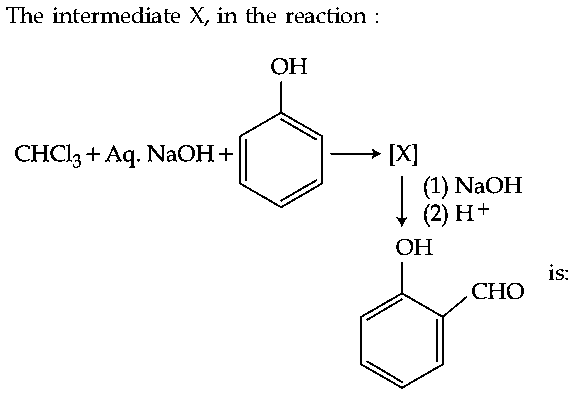 The intermediate X, in the reaction :
OH
CHCl₃ + Aq. NaOH +
[X]
(1) NaOH
(2) H⁺
OH
CHO
is: